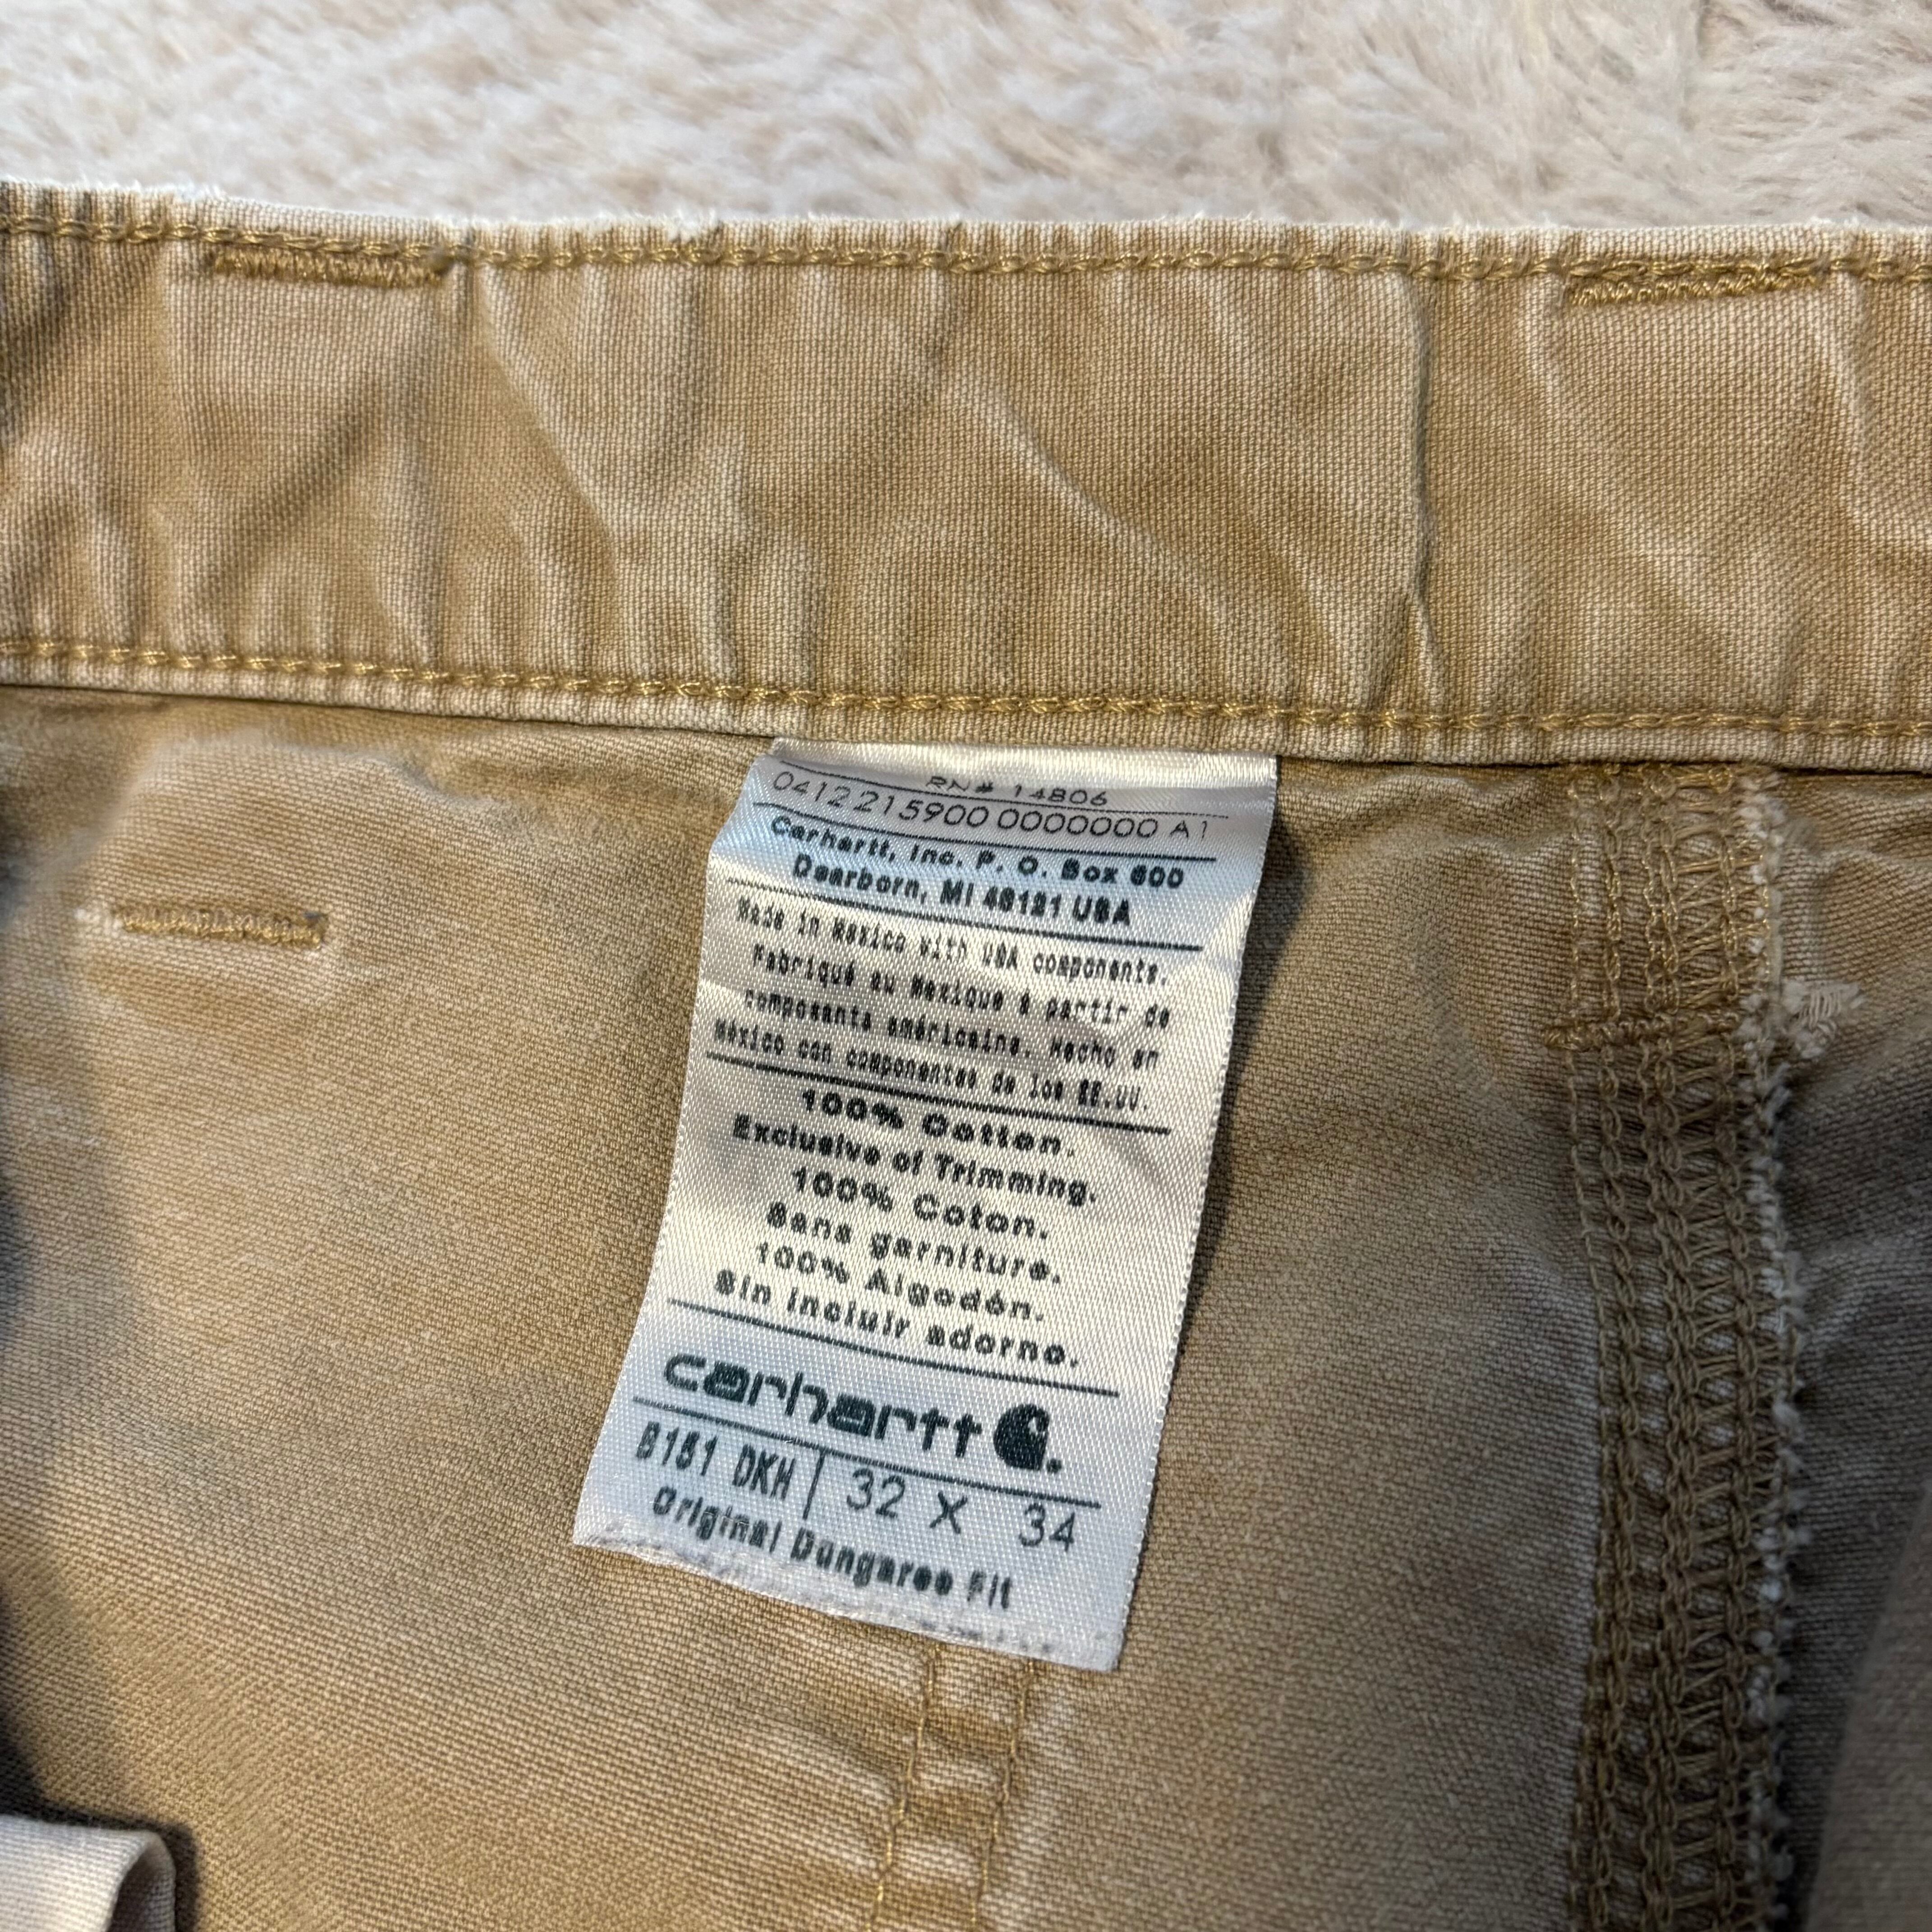 RN# 14806
0412215900 0000000 A1
Carhartt, Inc. P. O. Box 600
Dearborn, MI 48121 USA
Made in Mexico with USA components.
Fabriqué au Mexique à partir de
composants américains. Hecho en
México con componentes de los EE.UU.
100% Cotton.
Exclusive of Trimming.
100% Coton.
Sans garniture.
100% Algodón.
Sin incluir adorno.
carhartt
B151 DKH 32 X 34
Original Dungaree Fit